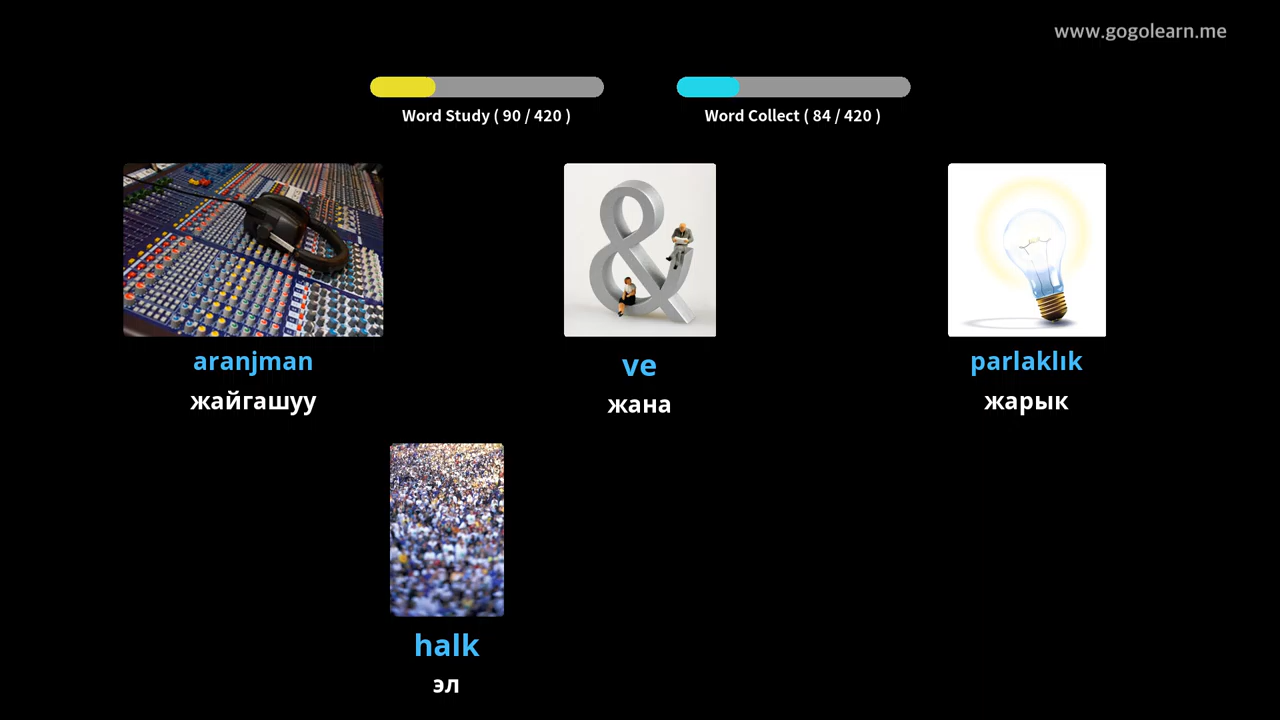 www.gogolearn.me
Word Study ( 90 / 420 )
Word Collect ( 84 / 420 )
aranjman
жайгашуу
ve
жана
parlaklık
жарык
halk
эл